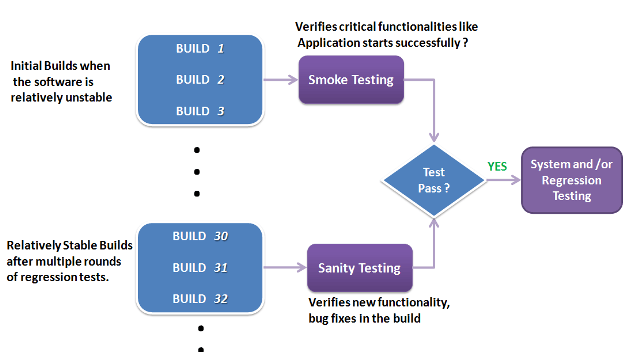 Verifies critical functionalities like
Application starts successfully ?
Initial Builds when
the software is
relatively unstable
BUILD 1
BUILD 2
BUILD 3
Smoke Testing
Test
Pass ?
YES
System and /or
Regression
Testing
Relatively Stable Builds
after multiple rounds
of regression tests.
BUILD 30
BUILD 31
BUILD 32
Sanity Testing
Verifies new functionality,
bug fixes in the build